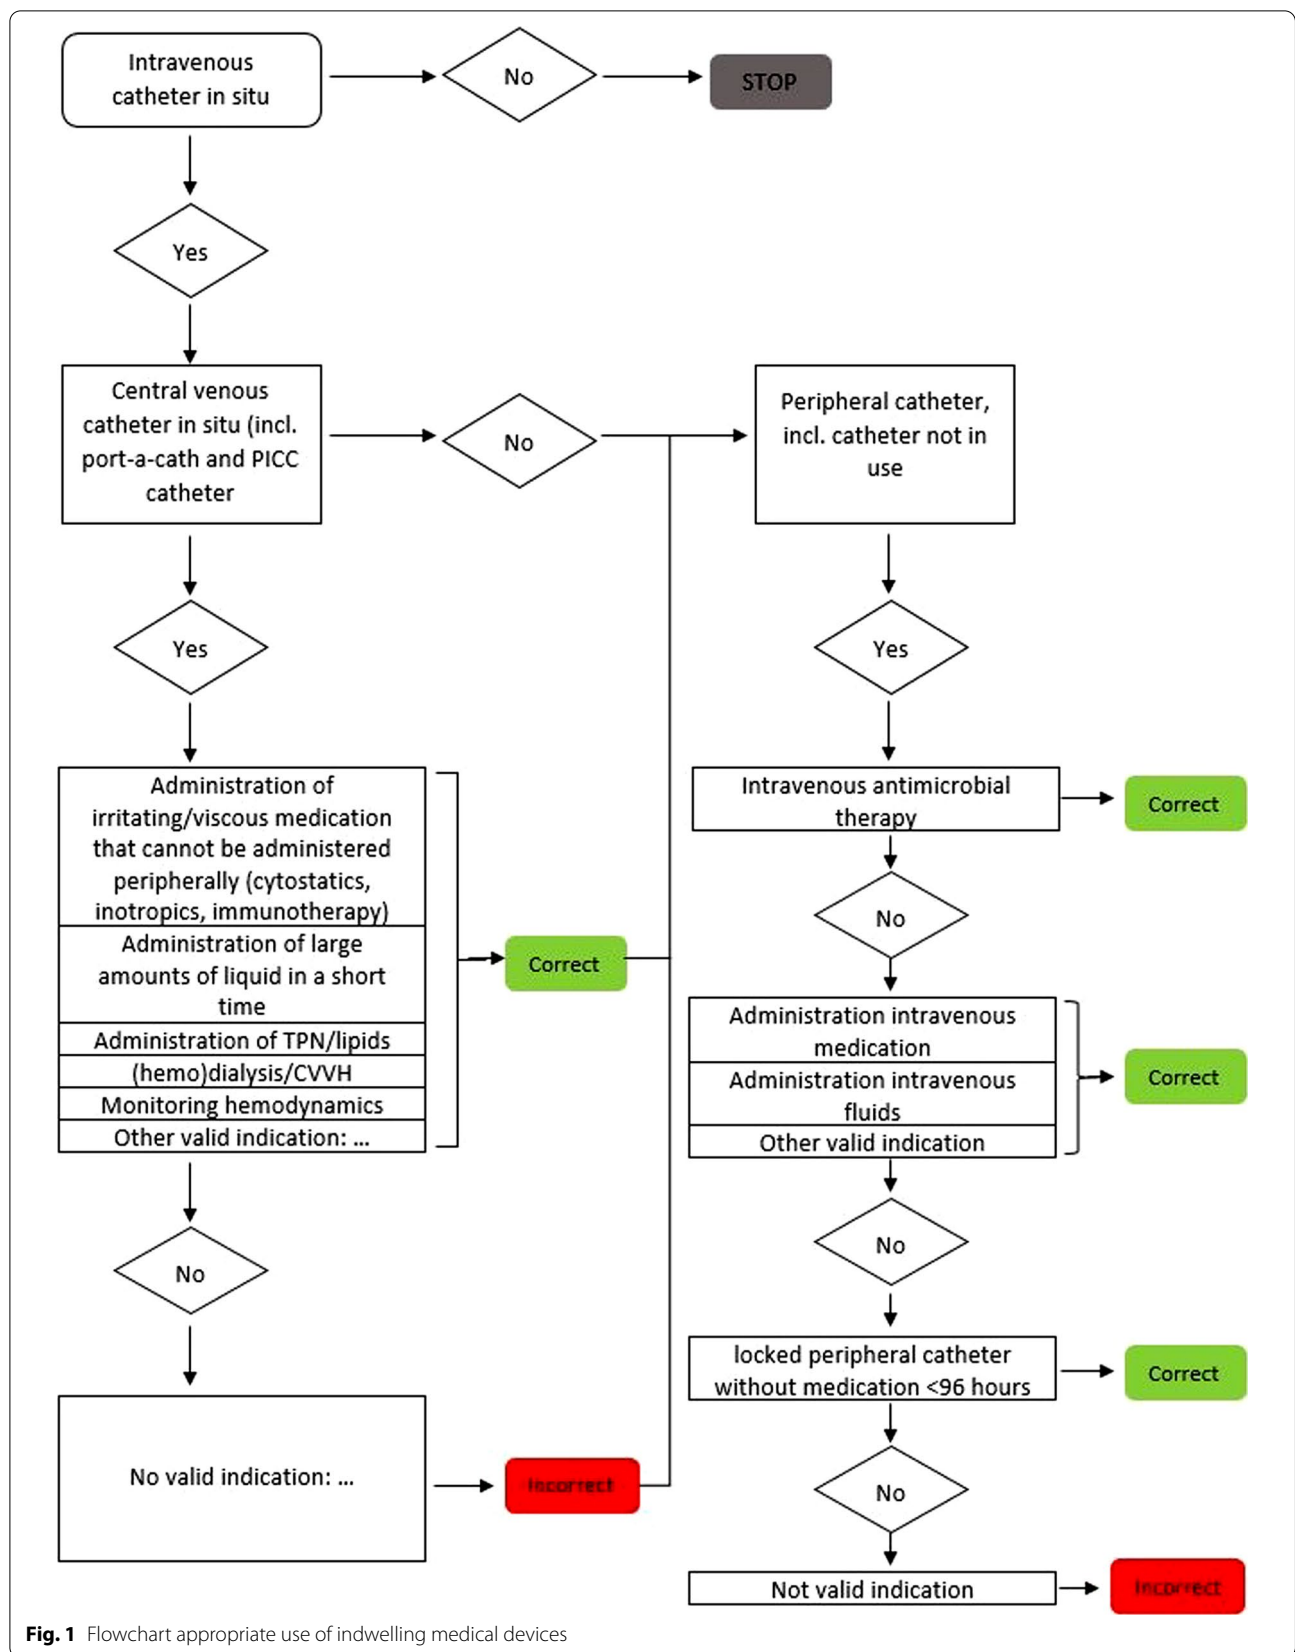 Intravenous
catheter in situ
No
STOP
Yes
Central venous
catheter in situ (incl.
port-a-cath and PICC
catheter
No
Peripheral catheter,
incl. catheter not in
use
Yes
Yes
Administration of
irritating/viscous medication
that cannot be administered
peripherally (cytostatics,
inotropics, immunotherapy)
Administration of large
amounts of liquid in a short
time
Administration of TPN/lipids
(hemo)dialysis/CVVH
Monitoring hemodynamics
Other valid indication: ...
Correct
No
No valid indication: ...
Incorrect
Intravenous antimicrobial
therapy
Correct
No
Administration intravenous
medication
Administration intravenous
fluids
Other valid indication
Correct
No
locked peripheral catheter
without medication <96 hours
Correct
No
Not valid indication
Incorrect
Fig. 1 Flowchart appropriate use of indwelling medical devices